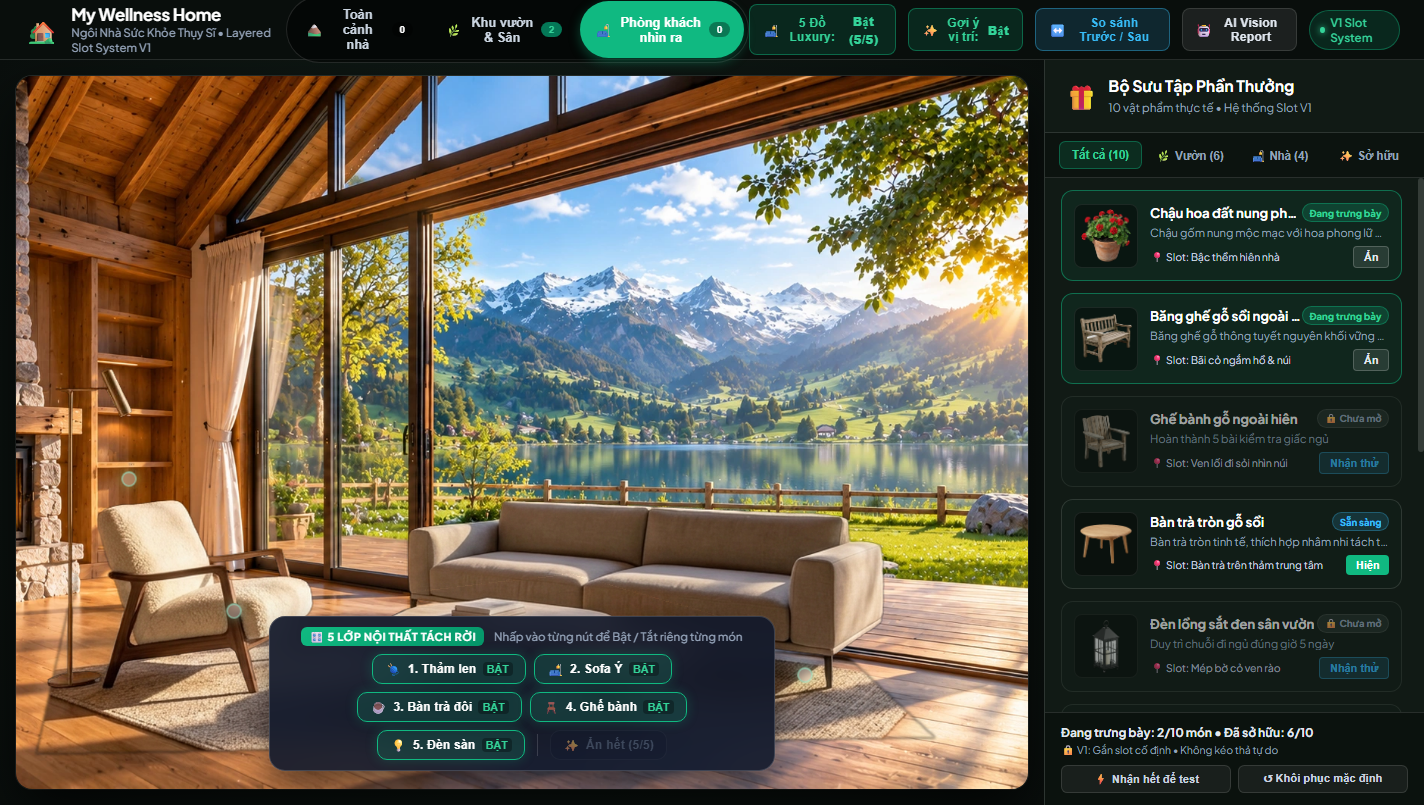 My Wellness Home
Ngôi Nhà Sức Khỏe Thụy Sĩ • Layered
Slot System V1
Toàn
cảnh
nhà
0
Khu vườn
& Sân
2
Phòng khách
nhìn ra
0
5 Đồ
Luxury:
Bật
(5/5)
Gợi ý
vị trí:
Bật
So sánh
Trước / Sau
AI Vision
Report
V1 Slot
System
Bộ Sưu Tập Phần Thưởng
10 vật phẩm thực tế • Hệ thống Slot V1
Tất cả (10)
Vườn (6)
Nhà (4)
Sở hữu
Chậu hoa đất nung ph...
Đang trưng bày
Chậu gốm nung mộc mạc với hoa phong lữ ...
Slot: Bậc thềm hiên nhà
Ẩn
Băng ghế gỗ sồi ngoài ...
Đang trưng bày
Băng ghế gỗ thông tuyết nguyên khối vững ...
Slot: Bãi cỏ ngắm hồ & núi
Ẩn
Ghế bành gỗ ngoài hiên
Chưa mở
Hoàn thành 5 bài kiểm tra giấc ngủ
Slot: Ven lối đi sỏi nhìn núi
Nhận thử
Bàn trà tròn gỗ sồi
Sẵn sàng
Bàn trà tròn tinh tế, thích hợp nhâm nhi tách t...
Slot: Bàn trà trên thảm trung tâm
Hiện
Đèn lồng sắt đen sân vườn
Chưa mở
Duy trì chuỗi đi ngủ đúng giờ 5 ngày
Slot: Mép bờ cỏ ven rào
Nhận thử
5 LỚP NỘI THẤT TÁCH RỜI
Nhấp vào từng nút để Bật / Tắt riêng từng món
1. Thảm len BẬT
2. Sofa Ý BẬT
3. Bàn trà đôi BẬT
4. Ghế bành BẬT
5. Đèn sàn BẬT
Ẩn hết (5/5)
Đang trưng bày: 2/10 món • Đã sở hữu: 6/10
V1: Gắn slot cố định • Không kéo thả tự do
Nhận hết để test
↺ Khôi phục mặc định